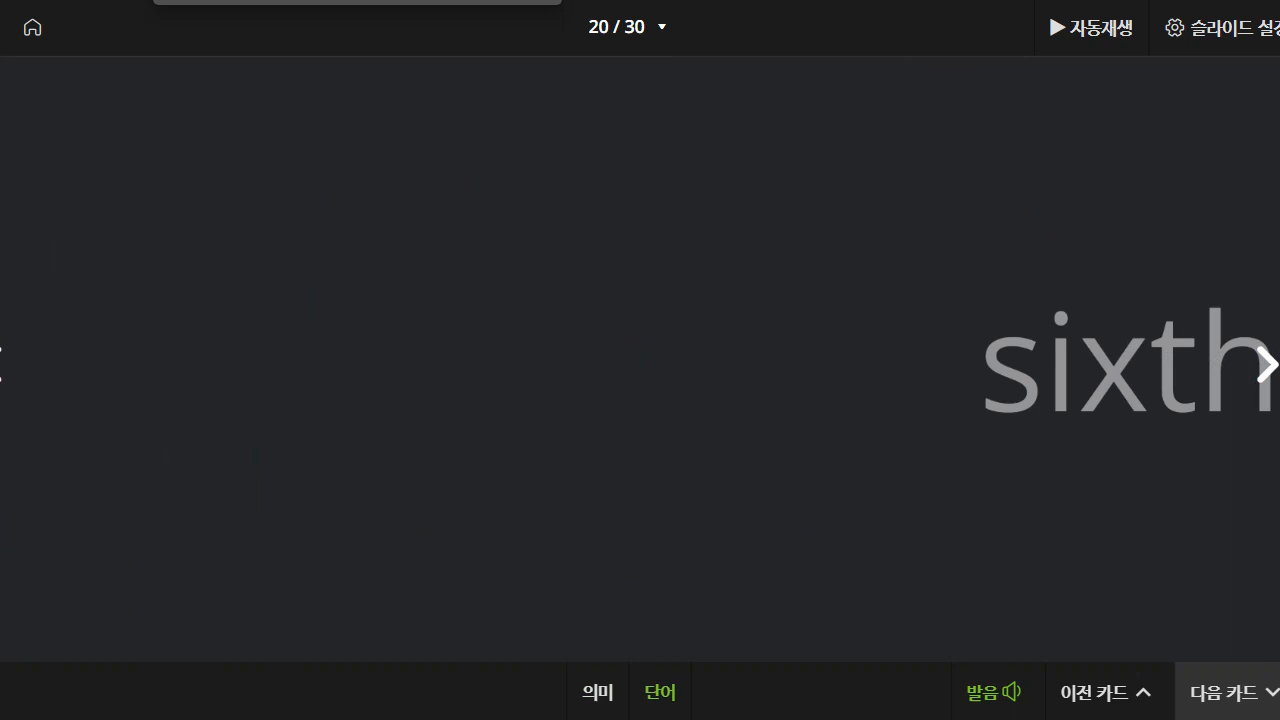 20 / 30
자동재생
슬라이드
sixth
의미
단어
발음
이전 카드
다음 카드